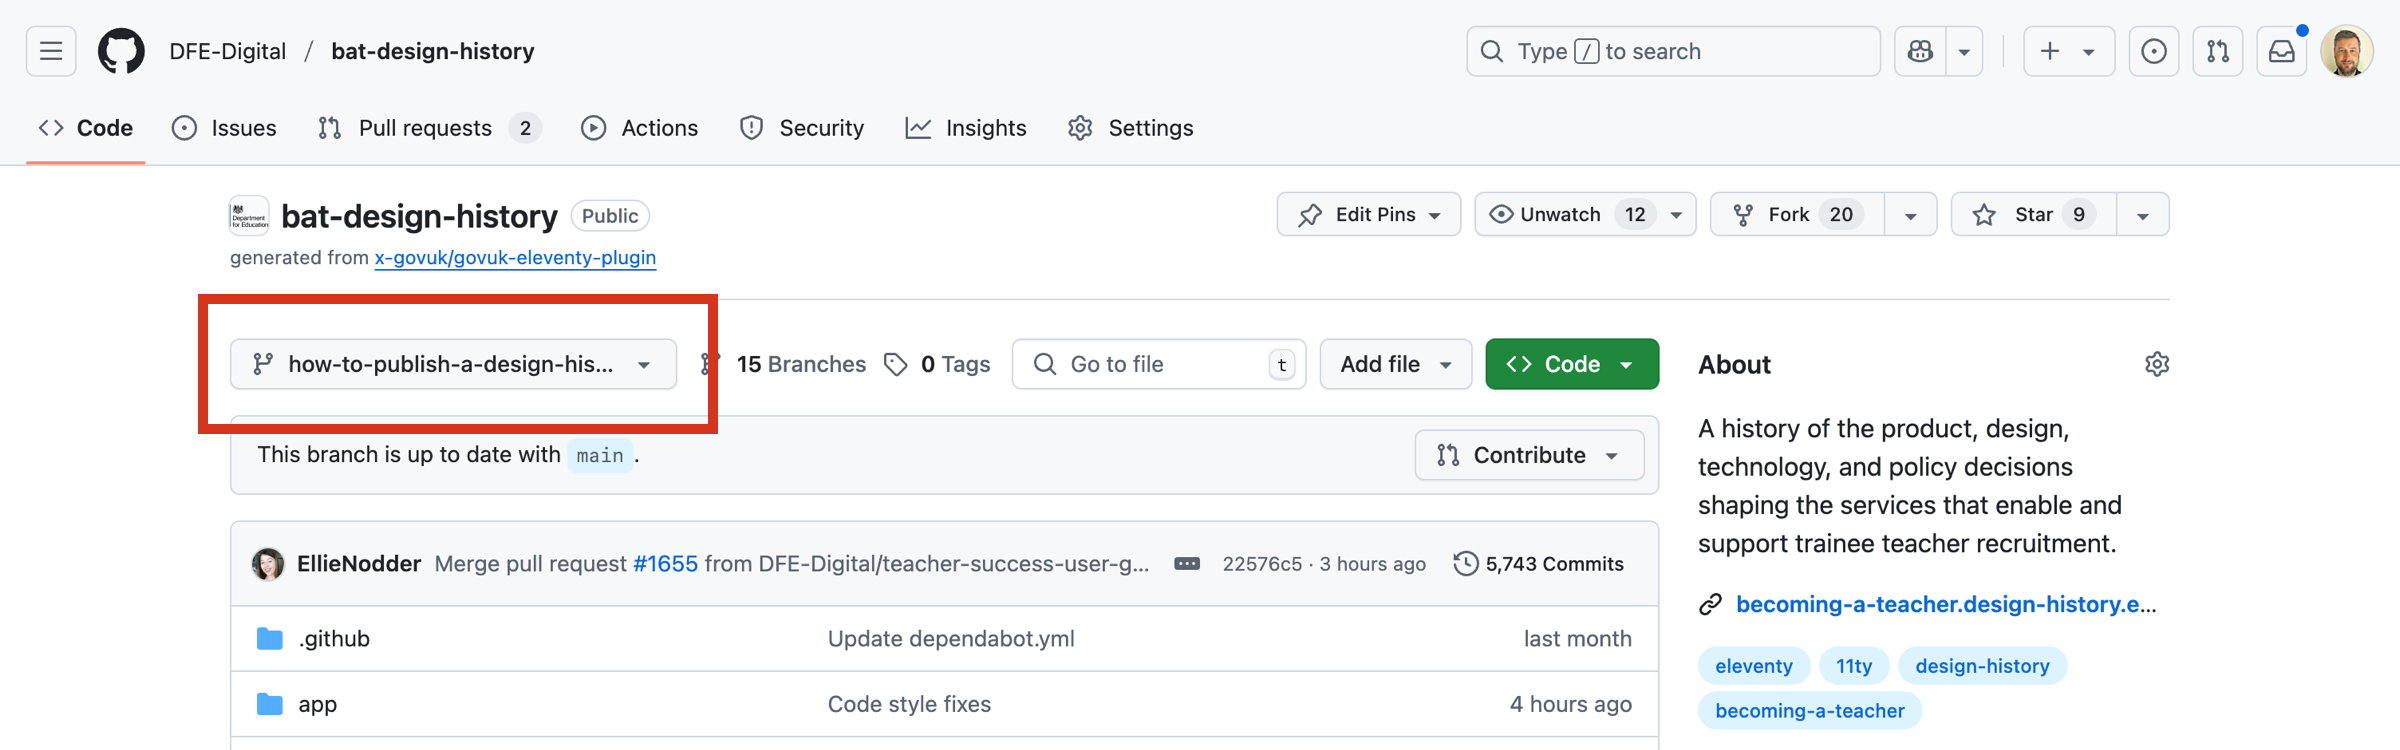 DFE-Digital / bat-design-history
Type / to search
Code Issues Pull requests 2 Actions Security Insights Settings
Department for Education
bat-design-history Public
Edit Pins Unwatch 12 Fork 20 Star 9
generated from x-govuk/govuk-eleventy-plugin
how-to-publish-a-design-his... 15 Branches 0 Tags Go to file t Add file Code
This branch is up to date with main.
Contribute
EllieNodder Merge pull request #1655 from DFE-Digital/teacher-success-user-g... 22576c5 · 3 hours ago 5,743 Commits
.github Update dependabot.yml last month
app Code style fixes 4 hours ago
About
A history of the product, design,
technology, and policy decisions
shaping the services that enable and
support trainee teacher recruitment.
becoming-a-teacher.design-history.e...
eleventy 11ty design-history
becoming-a-teacher